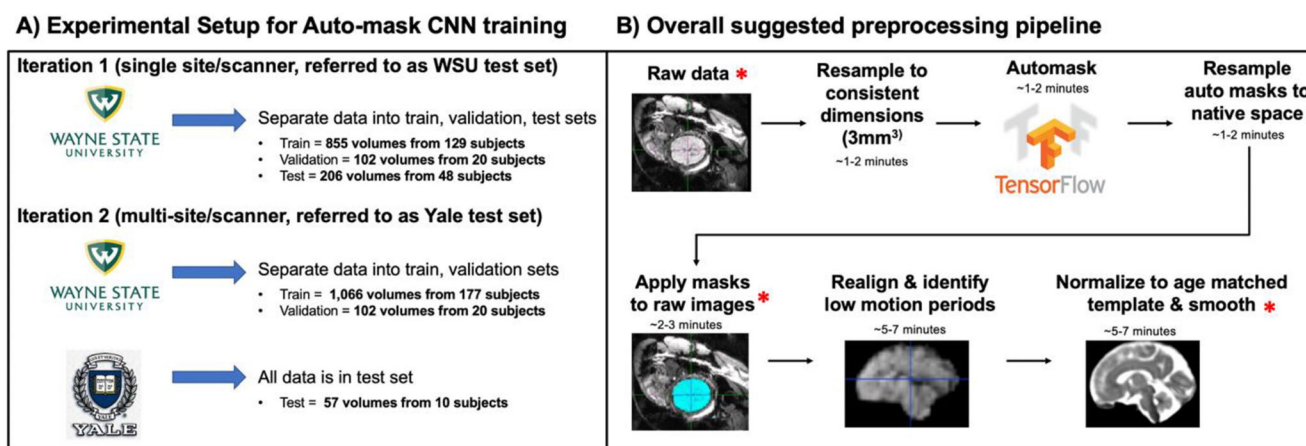 A) Experimental Setup for Auto-mask CNN training
Iteration 1 (single site/scanner, referred to as WSU test set)
WAYNE STATE
UNIVERSITY
Separate data into train, validation, test sets
• Train = 855 volumes from 129 subjects
• Validation = 102 volumes from 20 subjects
• Test = 206 volumes from 48 subjects
Iteration 2 (multi-site/scanner, referred to as Yale test set)
WAYNE STATE
UNIVERSITY
Separate data into train, validation sets
• Train = 1,066 volumes from 177 subjects
• Validation = 102 volumes from 20 subjects
YALE
All data is in test set
• Test = 57 volumes from 10 subjects
B) Overall suggested preprocessing pipeline
Raw data *
Resample to
consistent
dimensions
(3mm³)
~1-2 minutes
Automask
~1-2 minutes
TensorFlow
Resample
auto masks to
native space
~1-2 minutes
Apply masks
to raw images *
~2-3 minutes
Realign & identify
low motion periods
~5-7 minutes
Normalize to age matched
template & smooth *
~5-7 minutes